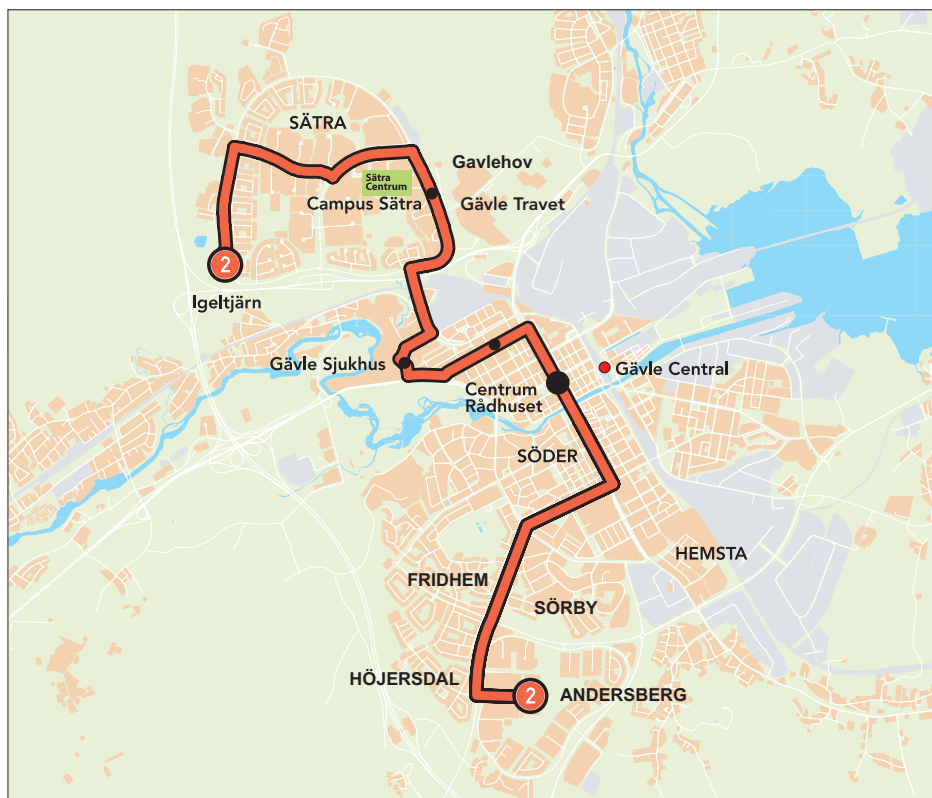 SÄTRA
Gavlehov
Sätra
Centrum
Campus Sätra
Gävle Travet
2
Igeltjärn
Gävle Sjukhus
Gävle Central
Centrum
Rådhuset
SÖDER
HEMSTA
FRIDHEM
SÖRBY
HÖJERSDAL
2
ANDERSBERG